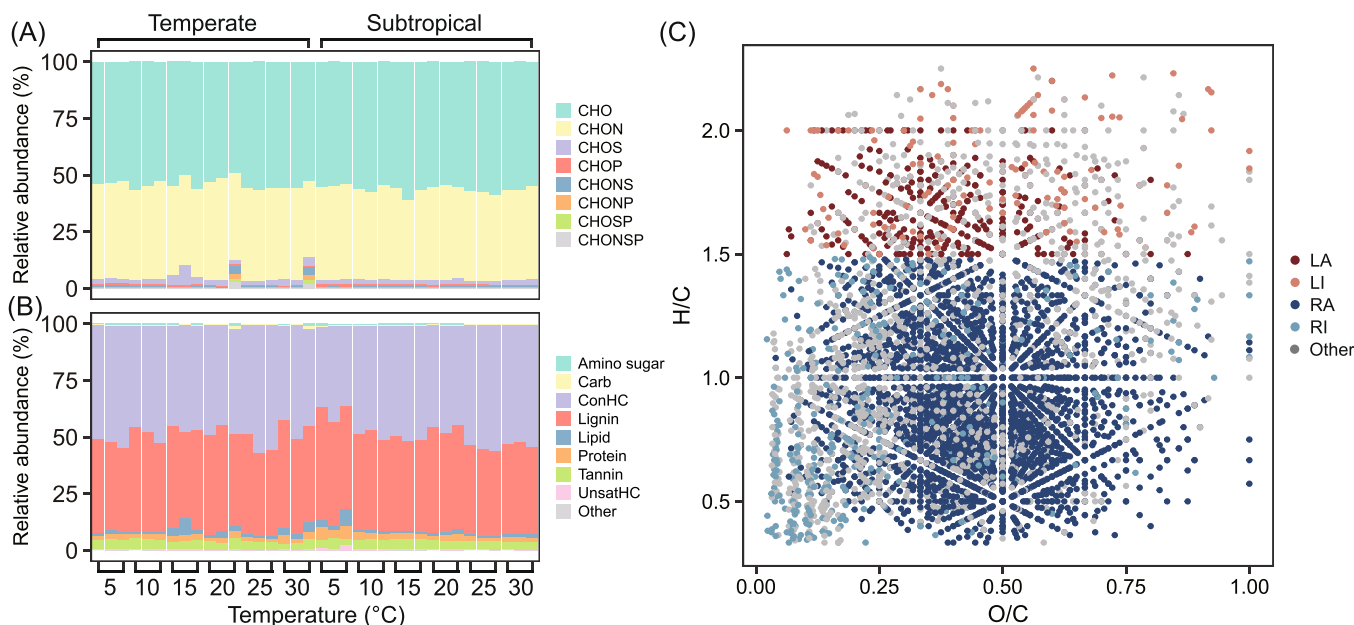 (A)
Temperate
Subtropical
Relative abundance (%)
100
75
50
25
0
CHO
CHON
CHOS
CHOP
CHONS
CHONP
CHOSP
CHONSP
(B)
Relative abundance (%)
100
75
50
25
0
Amino sugar
Carb
ConHC
Lignin
Lipid
Protein
Tannin
UnsatHC
Other
5 10 15 20 25 30 5 10 15 20 25 30
Temperature (°C)
(C)
H/C
2.0
1.5
1.0
0.5
0.00 0.25 0.50 0.75 1.00
O/C
LA
LI
RA
RI
Other